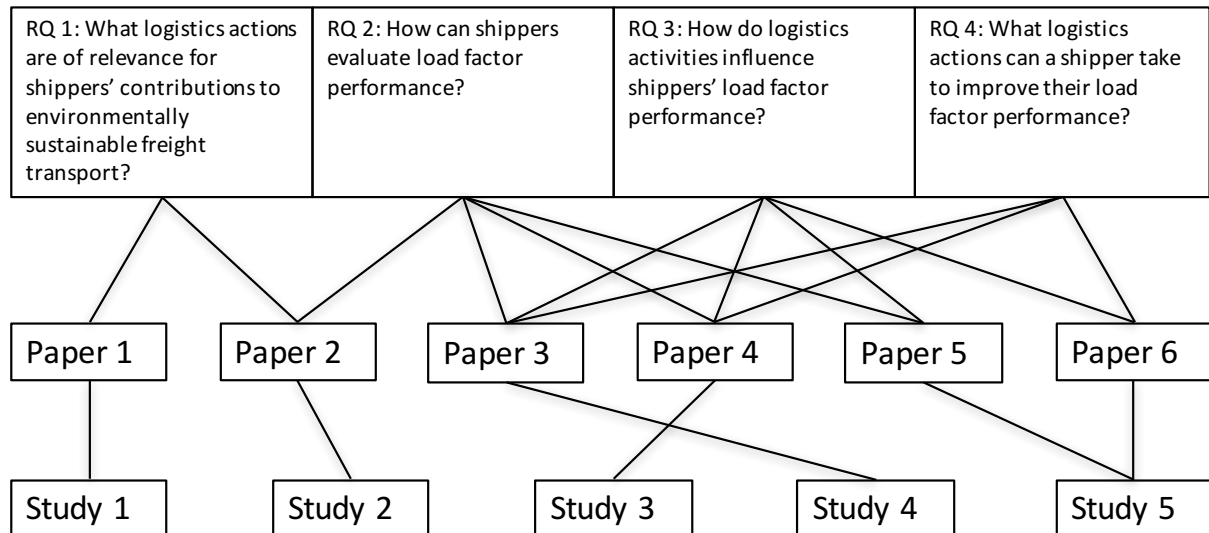 RQ 1: What logistics actions
are of relevance for
shippers’ contributions to
environmentally
sustainable freight
transport?
RQ 2: How can shippers
evaluate load factor
performance?
RQ 3: How do logistics
activities influence
shippers’ load factor
performance?
RQ 4: What logistics
actions can a shipper take
to improve their load
factor performance?
Paper 1
Paper 2
Paper 3
Paper 4
Paper 5
Paper 6
Study 1
Study 2
Study 3
Study 4
Study 5